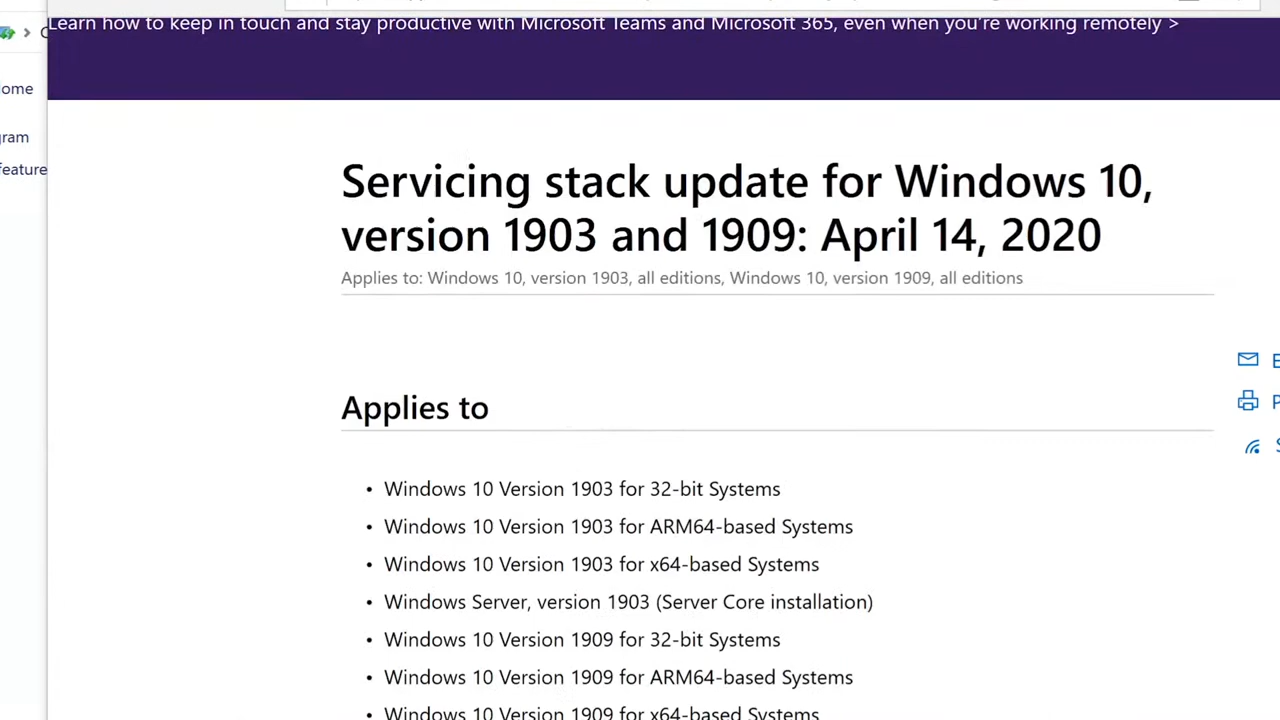 Learn how to keep in touch and stay productive with Microsoft Teams and Microsoft 365, even when you're working remotely >
ome
gram
feature
Servicing stack update for Windows 10,
version 1903 and 1909: April 14, 2020
Applies to: Windows 10, version 1903, all editions, Windows 10, version 1909, all editions
Applies to
• Windows 10 Version 1903 for 32-bit Systems
• Windows 10 Version 1903 for ARM64-based Systems
• Windows 10 Version 1903 for x64-based Systems
• Windows Server, version 1903 (Server Core installation)
• Windows 10 Version 1909 for 32-bit Systems
• Windows 10 Version 1909 for ARM64-based Systems
• Windows 10 Version 1909 for x64-based Systems